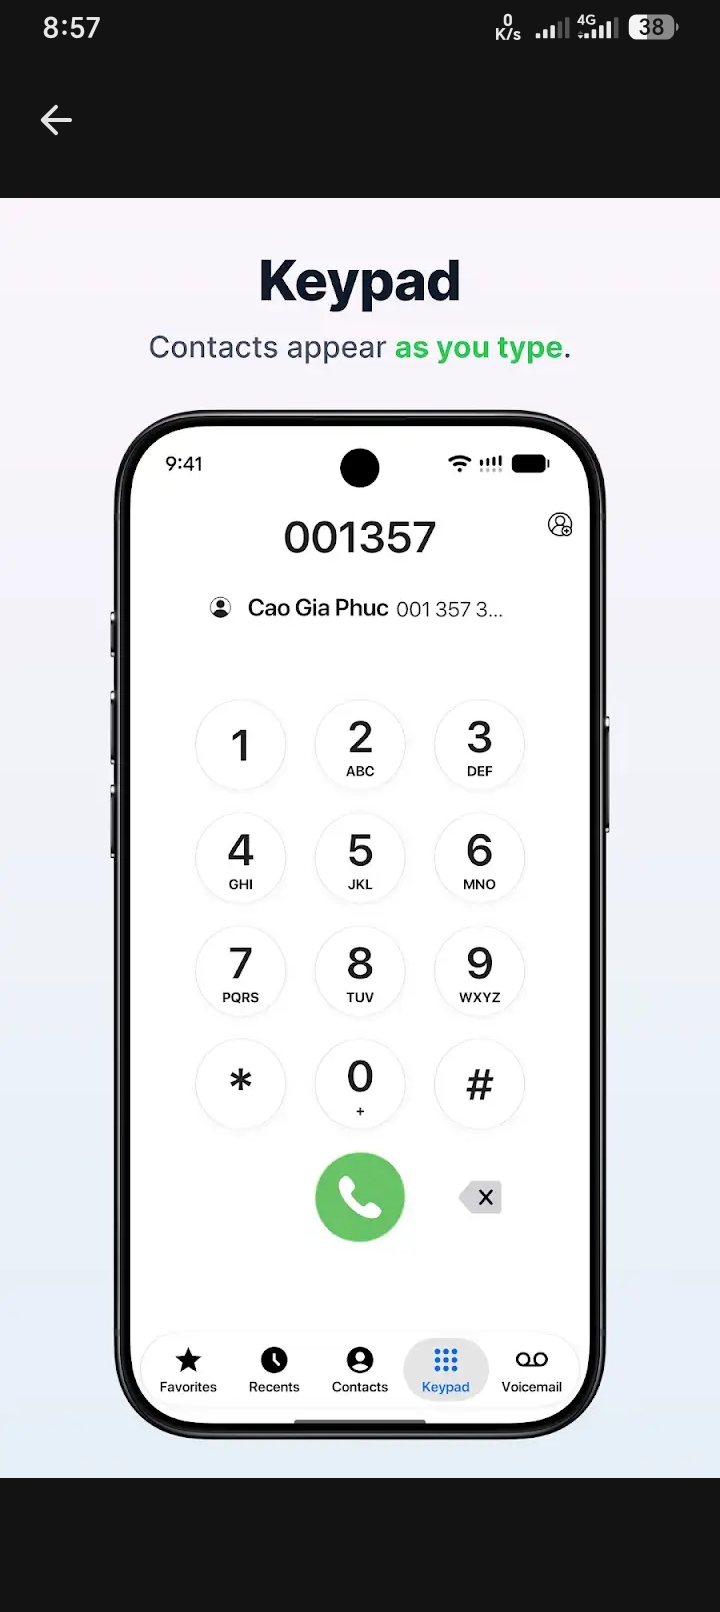 8:57
0
K/s
4G
38
Keypad
Contacts appear as you type.
9:41
001357
Cao Gia Phuc 001 357 3...
1
2
ABC
3
DEF
4
GHI
5
JKL
6
MNO
7
PQRS
8
TUV
9
WXYZ
*
0
+
#
Favorites
Recents
Contacts
Keypad
Voicemail